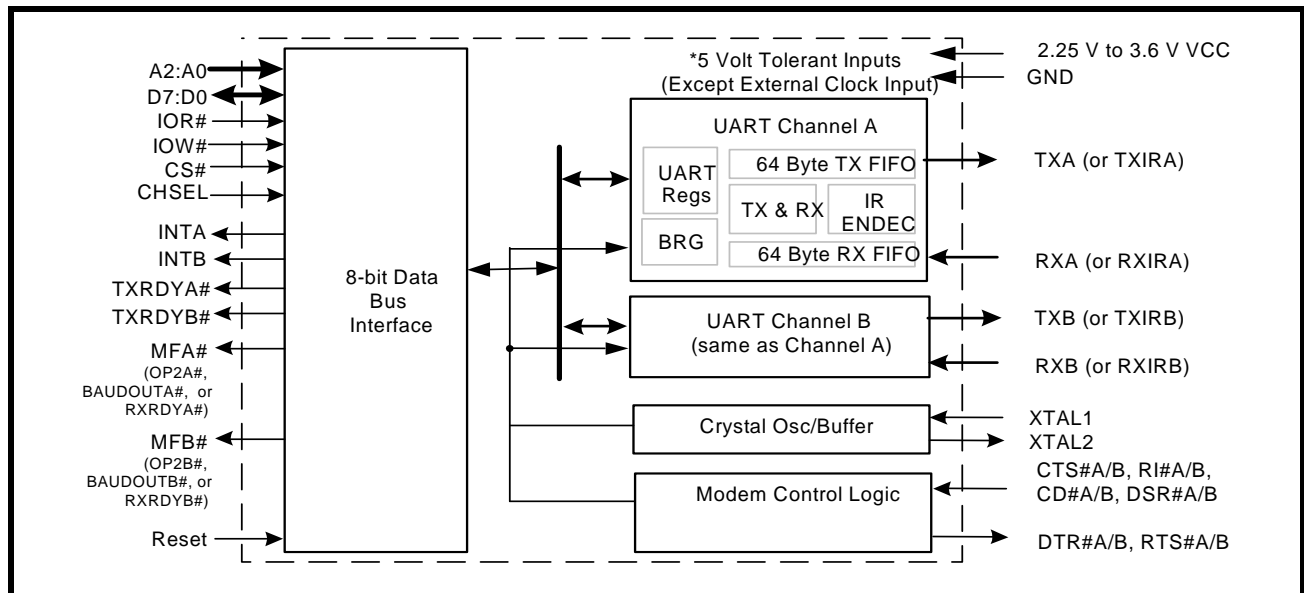 A2:A0
D7:D0
IOR#
IOW#
CS#
CHSEL
INTA
INTB
TXRDYA#
TXRDYB#
MFA#
(OP2A#,
BAUDOUTA#, or
RXRDYA#)
MFB#
(OP2B#,
BAUDOUTB#, or
RXRDYB#)
Reset
8-bit Data
Bus
Interface
*5 Volt Tolerant Inputs
(Except External Clock Input)
UART Channel A
UART
Regs
BRG
64 Byte TX FIFO
TX & RX
IR
ENDEC
64 Byte RX FIFO
UART Channel B
(same as Channel A)
Crystal Osc/Buffer
Modem Control Logic
2.25 V to 3.6 V VCC
GND
TXA (or TXIRA)
RXA (or RXIRA)
TXB (or TXIRB)
RXB (or RXIRB)
XTAL1
XTAL2
CTS#A/B, RI#A/B,
CD#A/B, DSR#A/B
DTR#A/B, RTS#A/B